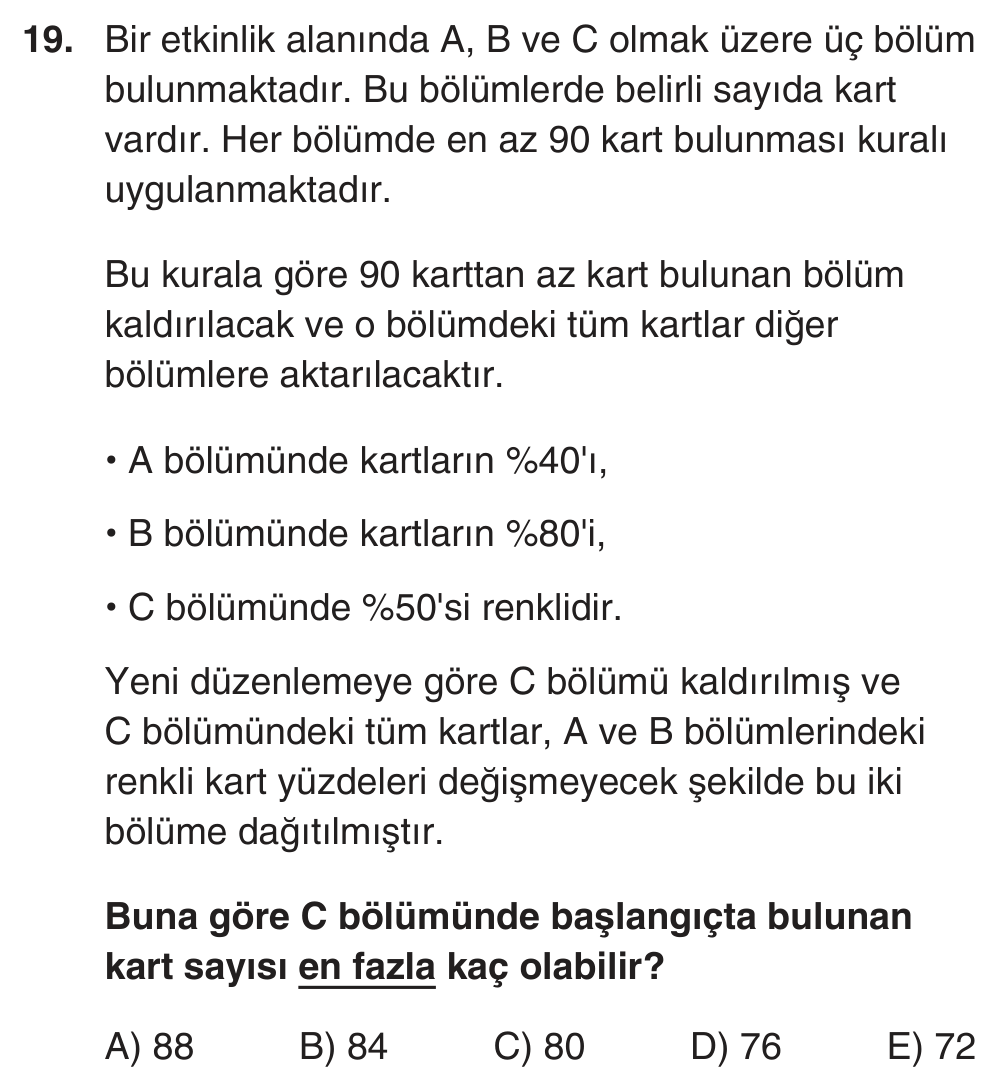 19. Bir etkinlik alanında A, B ve C olmak üzere üç bölüm
bulunmaktadır. Bu bölümlerde belirli sayıda kart
vardır. Her bölümde en az 90 kart bulunması kuralı
uygulanmaktadır.
Bu kurala göre 90 karttan az kart bulunan bölüm
kaldırılacak ve o bölümdeki tüm kartlar diğer
bölümlere aktarılacaktır.
• A bölümünde kartların %40'ı,
• B bölümünde kartların %80'i,
• C bölümünde %50'si renklidir.
Yeni düzenlemeye göre C bölümü kaldırılmış ve
C bölümündeki tüm kartlar, A ve B bölümlerindeki
renkli kart yüzdeleri değişmeyecek şekilde bu iki
bölüme dağıtılmıştır.
Buna göre C bölümünde başlangıçta bulunan
kart sayısı en fazla kaç olabilir?
A) 88 B) 84 C) 80 D) 76 E) 72